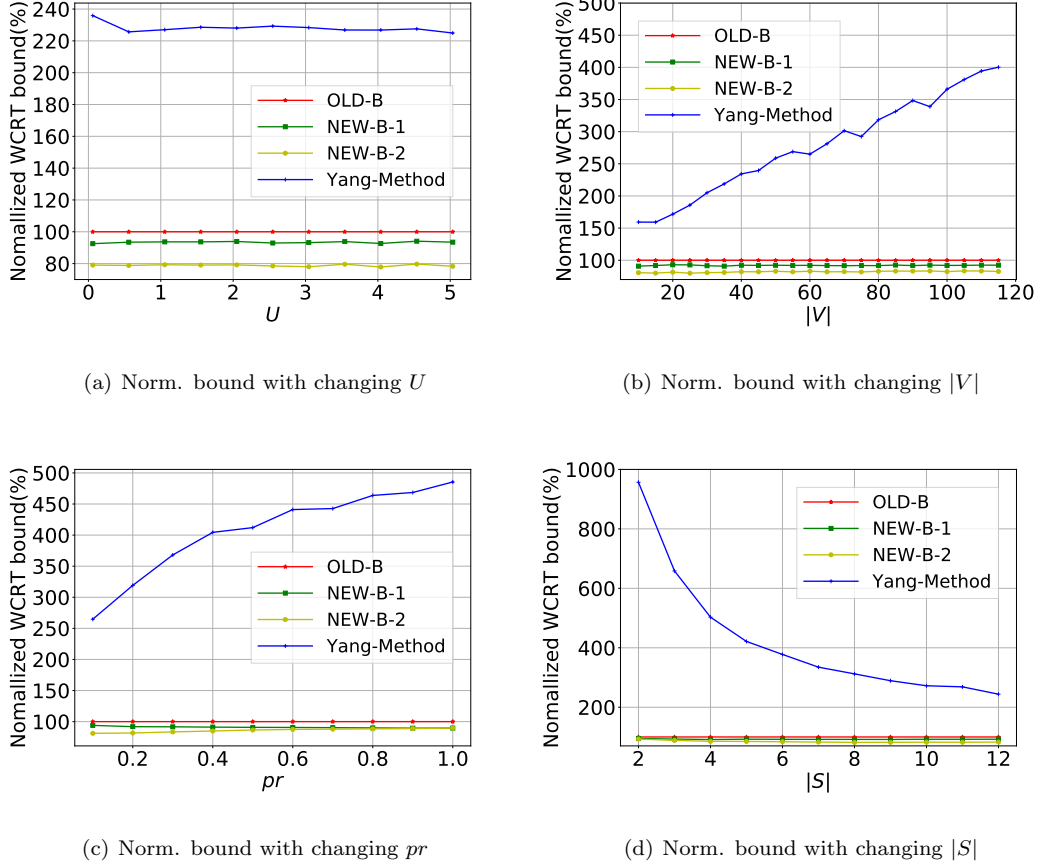 Nomallized WCRT bound(%)
240
220
200
180
160
140
120
100
80
0 1 2 3 4 5
U
OLD-B
NEW-B-1
NEW-B-2
Yang-Method
(a) Norm. bound with changing U
Nomallized WCRT bound(%)
500
450
400
350
300
250
200
150
100
20 40 60 80 100 120
|V|
OLD-B
NEW-B-1
NEW-B-2
Yang-Method
(b) Norm. bound with changing |V|
Nomallized WCRT bound(%)
500
450
400
350
300
250
200
150
100
0.2 0.4 0.6 0.8 1.0
pr
OLD-B
NEW-B-1
NEW-B-2
Yang-Method
(c) Norm. bound with changing pr
Nomallized WCRT bound(%)
1000
800
600
400
200
2 4 6 8 10 12
|S|
OLD-B
NEW-B-1
NEW-B-2
Yang-Method
(d) Norm. bound with changing |S|